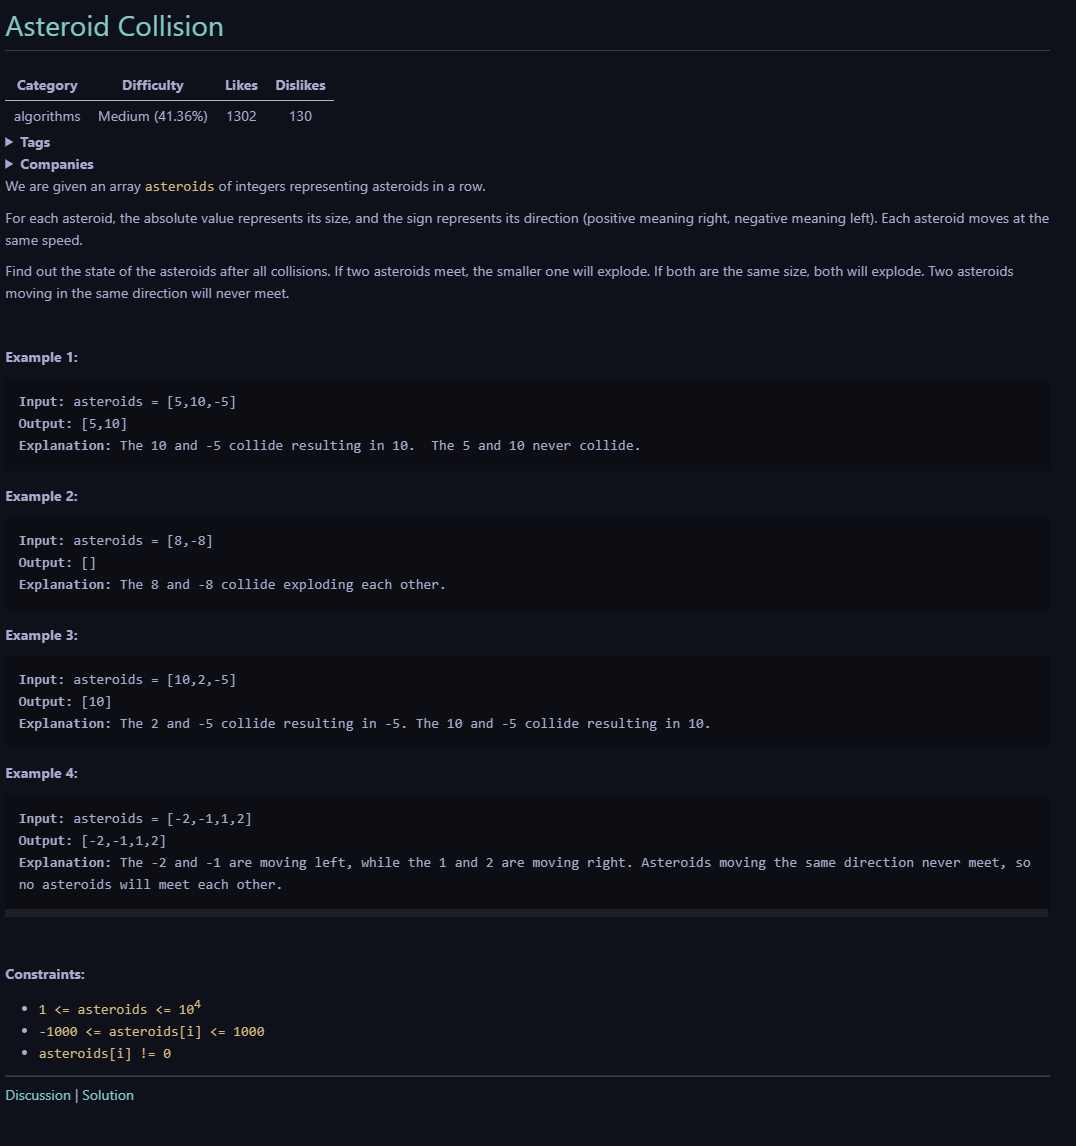 Asteroid Collision
Category Difficulty Likes Dislikes
algorithms Medium (41.36%) 1302 130
▶ Tags
▶ Companies
We are given an array asteroids of integers representing asteroids in a row.
For each asteroid, the absolute value represents its size, and the sign represents its direction (positive meaning right, negative meaning left). Each asteroid moves at the
same speed.
Find out the state of the asteroids after all collisions. If two asteroids meet, the smaller one will explode. If both are the same size, both will explode. Two asteroids
moving in the same direction will never meet.
Example 1:
Input: asteroids = [5,10,-5]
Output: [5,10]
Explanation: The 10 and -5 collide resulting in 10.  The 5 and 10 never collide.
Example 2:
Input: asteroids = [8,-8]
Output: []
Explanation: The 8 and -8 collide exploding each other.
Example 3:
Input: asteroids = [10,2,-5]
Output: [10]
Explanation: The 2 and -5 collide resulting in -5. The 10 and -5 collide resulting in 10.
Example 4:
Input: asteroids = [-2,-1,1,2]
Output: [-2,-1,1,2]
Explanation: The -2 and -1 are moving left, while the 1 and 2 are moving right. Asteroids moving the same direction never meet, so
no asteroids will meet each other.
Constraints:
• 1 <= asteroids <= 10⁴
• -1000 <= asteroids[i] <= 1000
• asteroids[i] != 0
Discussion | Solution